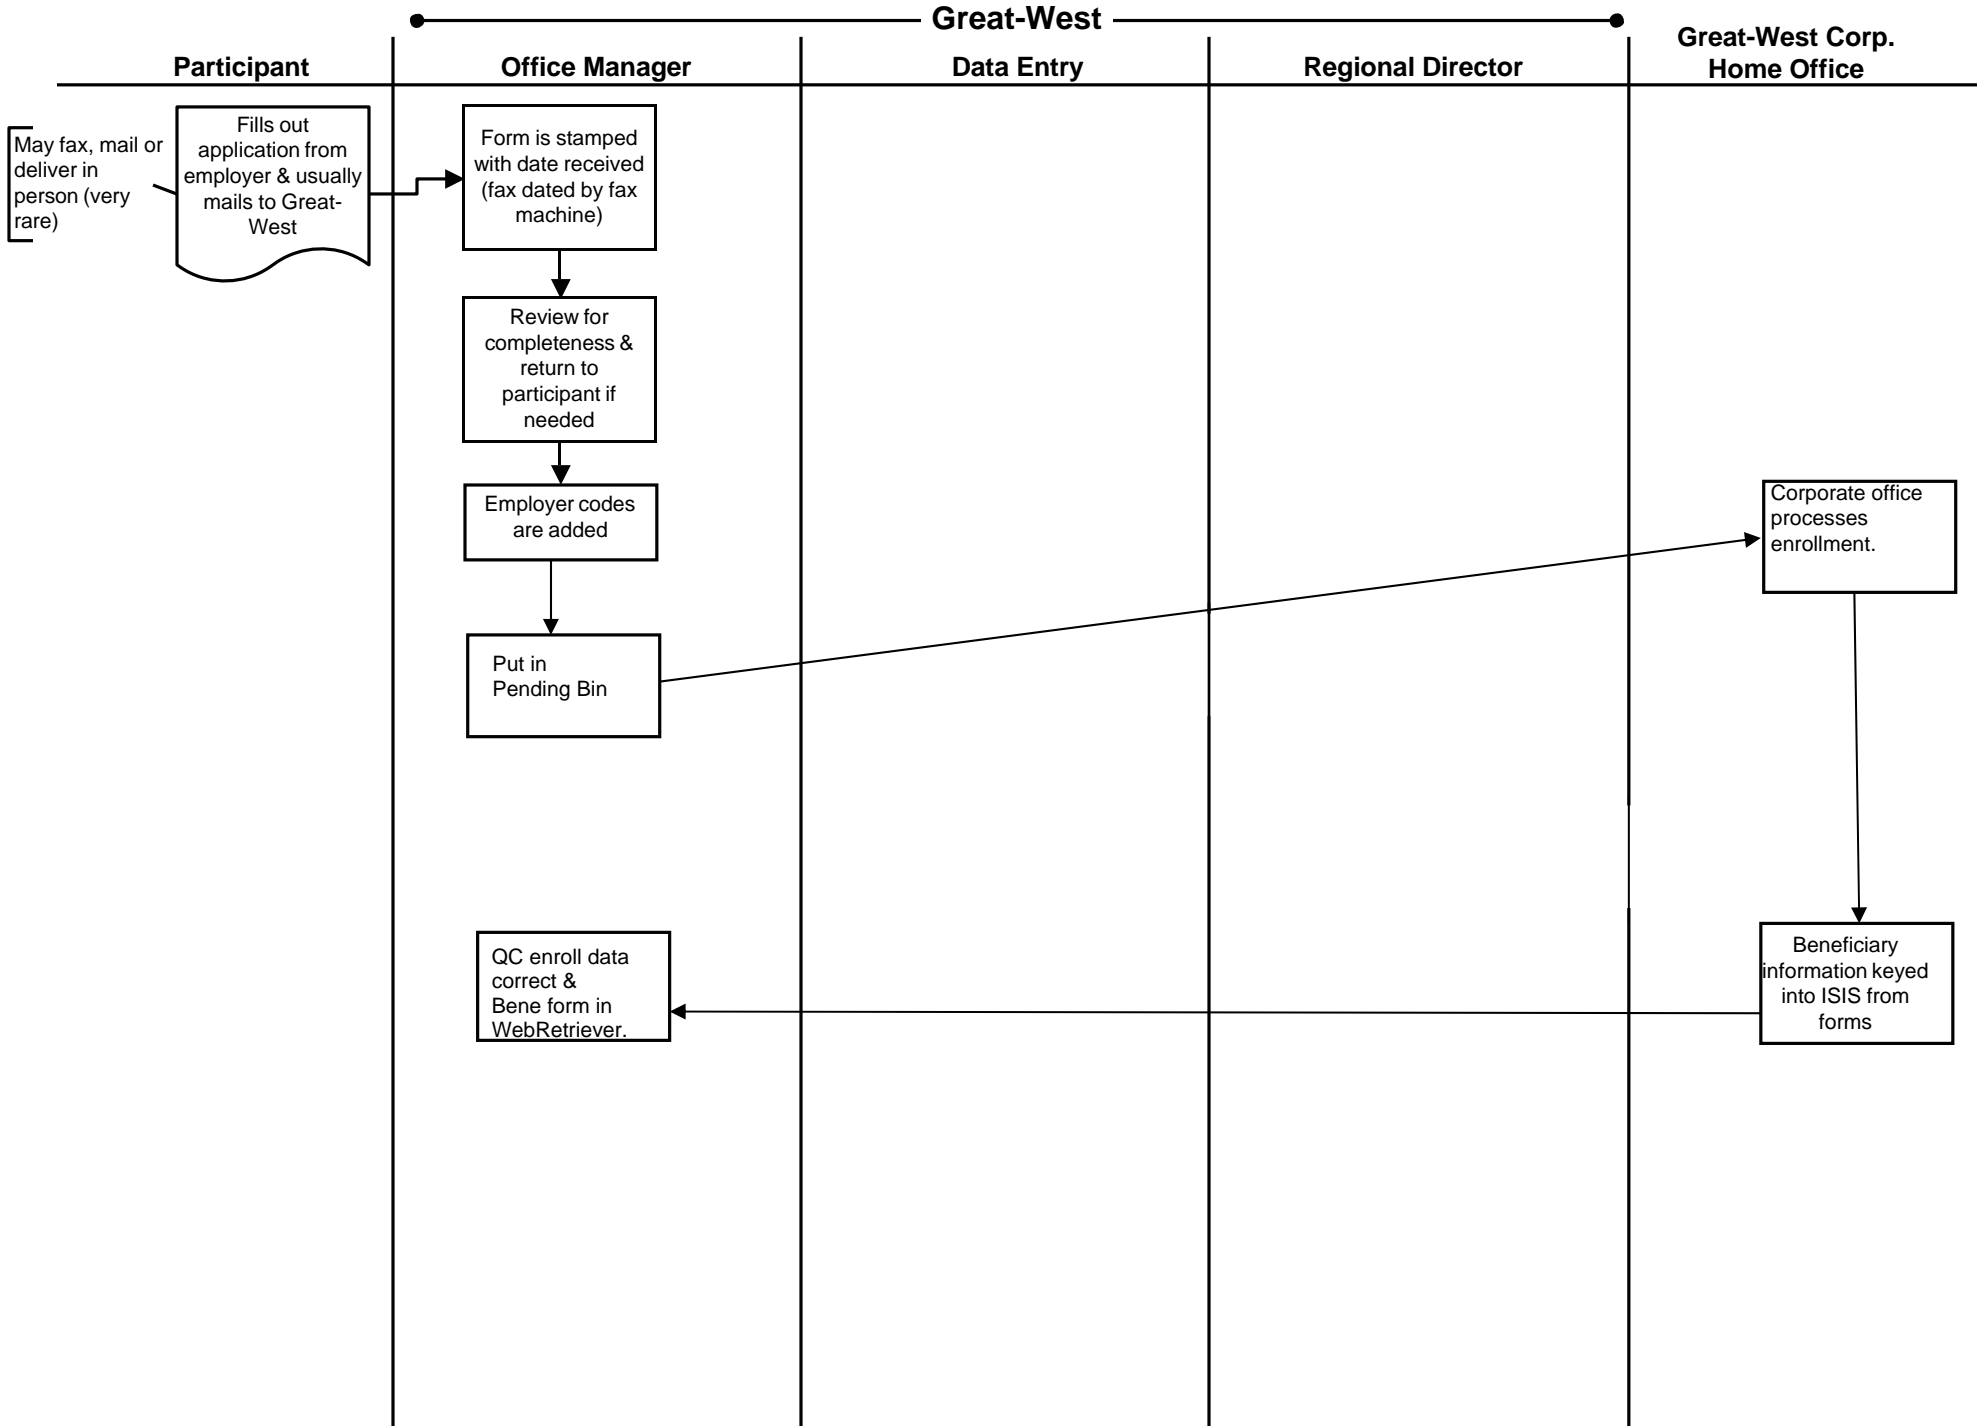 Great-West
Participant
Office Manager
Data Entry
Regional Director
Great-West Corp.
Home Office
May fax, mail or
deliver in
person (very
rare)
Fills out
application from
employer & usually
mails to Great-
West
Form is stamped
with date received
(fax dated by fax
machine)
Review for
completeness &
return to
participant if
needed
Employer codes
are added
Put in
Pending Bin
Corporate office
processes
enrollment.
Beneficiary
information keyed
into ISIS from
forms
QC enroll data
correct &
Bene form in
WebRetriever.